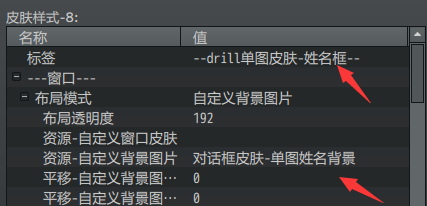 皮肤样式-8:
名称 值
标签 --drill单图皮肤-姓名框--
---窗口---
布局模式 自定义背景图片
布局透明度 192
资源-自定义窗口皮肤
资源-自定义背景图片 对话框皮肤-单图姓名背景
平移-自定义背景图… 0
平移-自定义背景图… 0